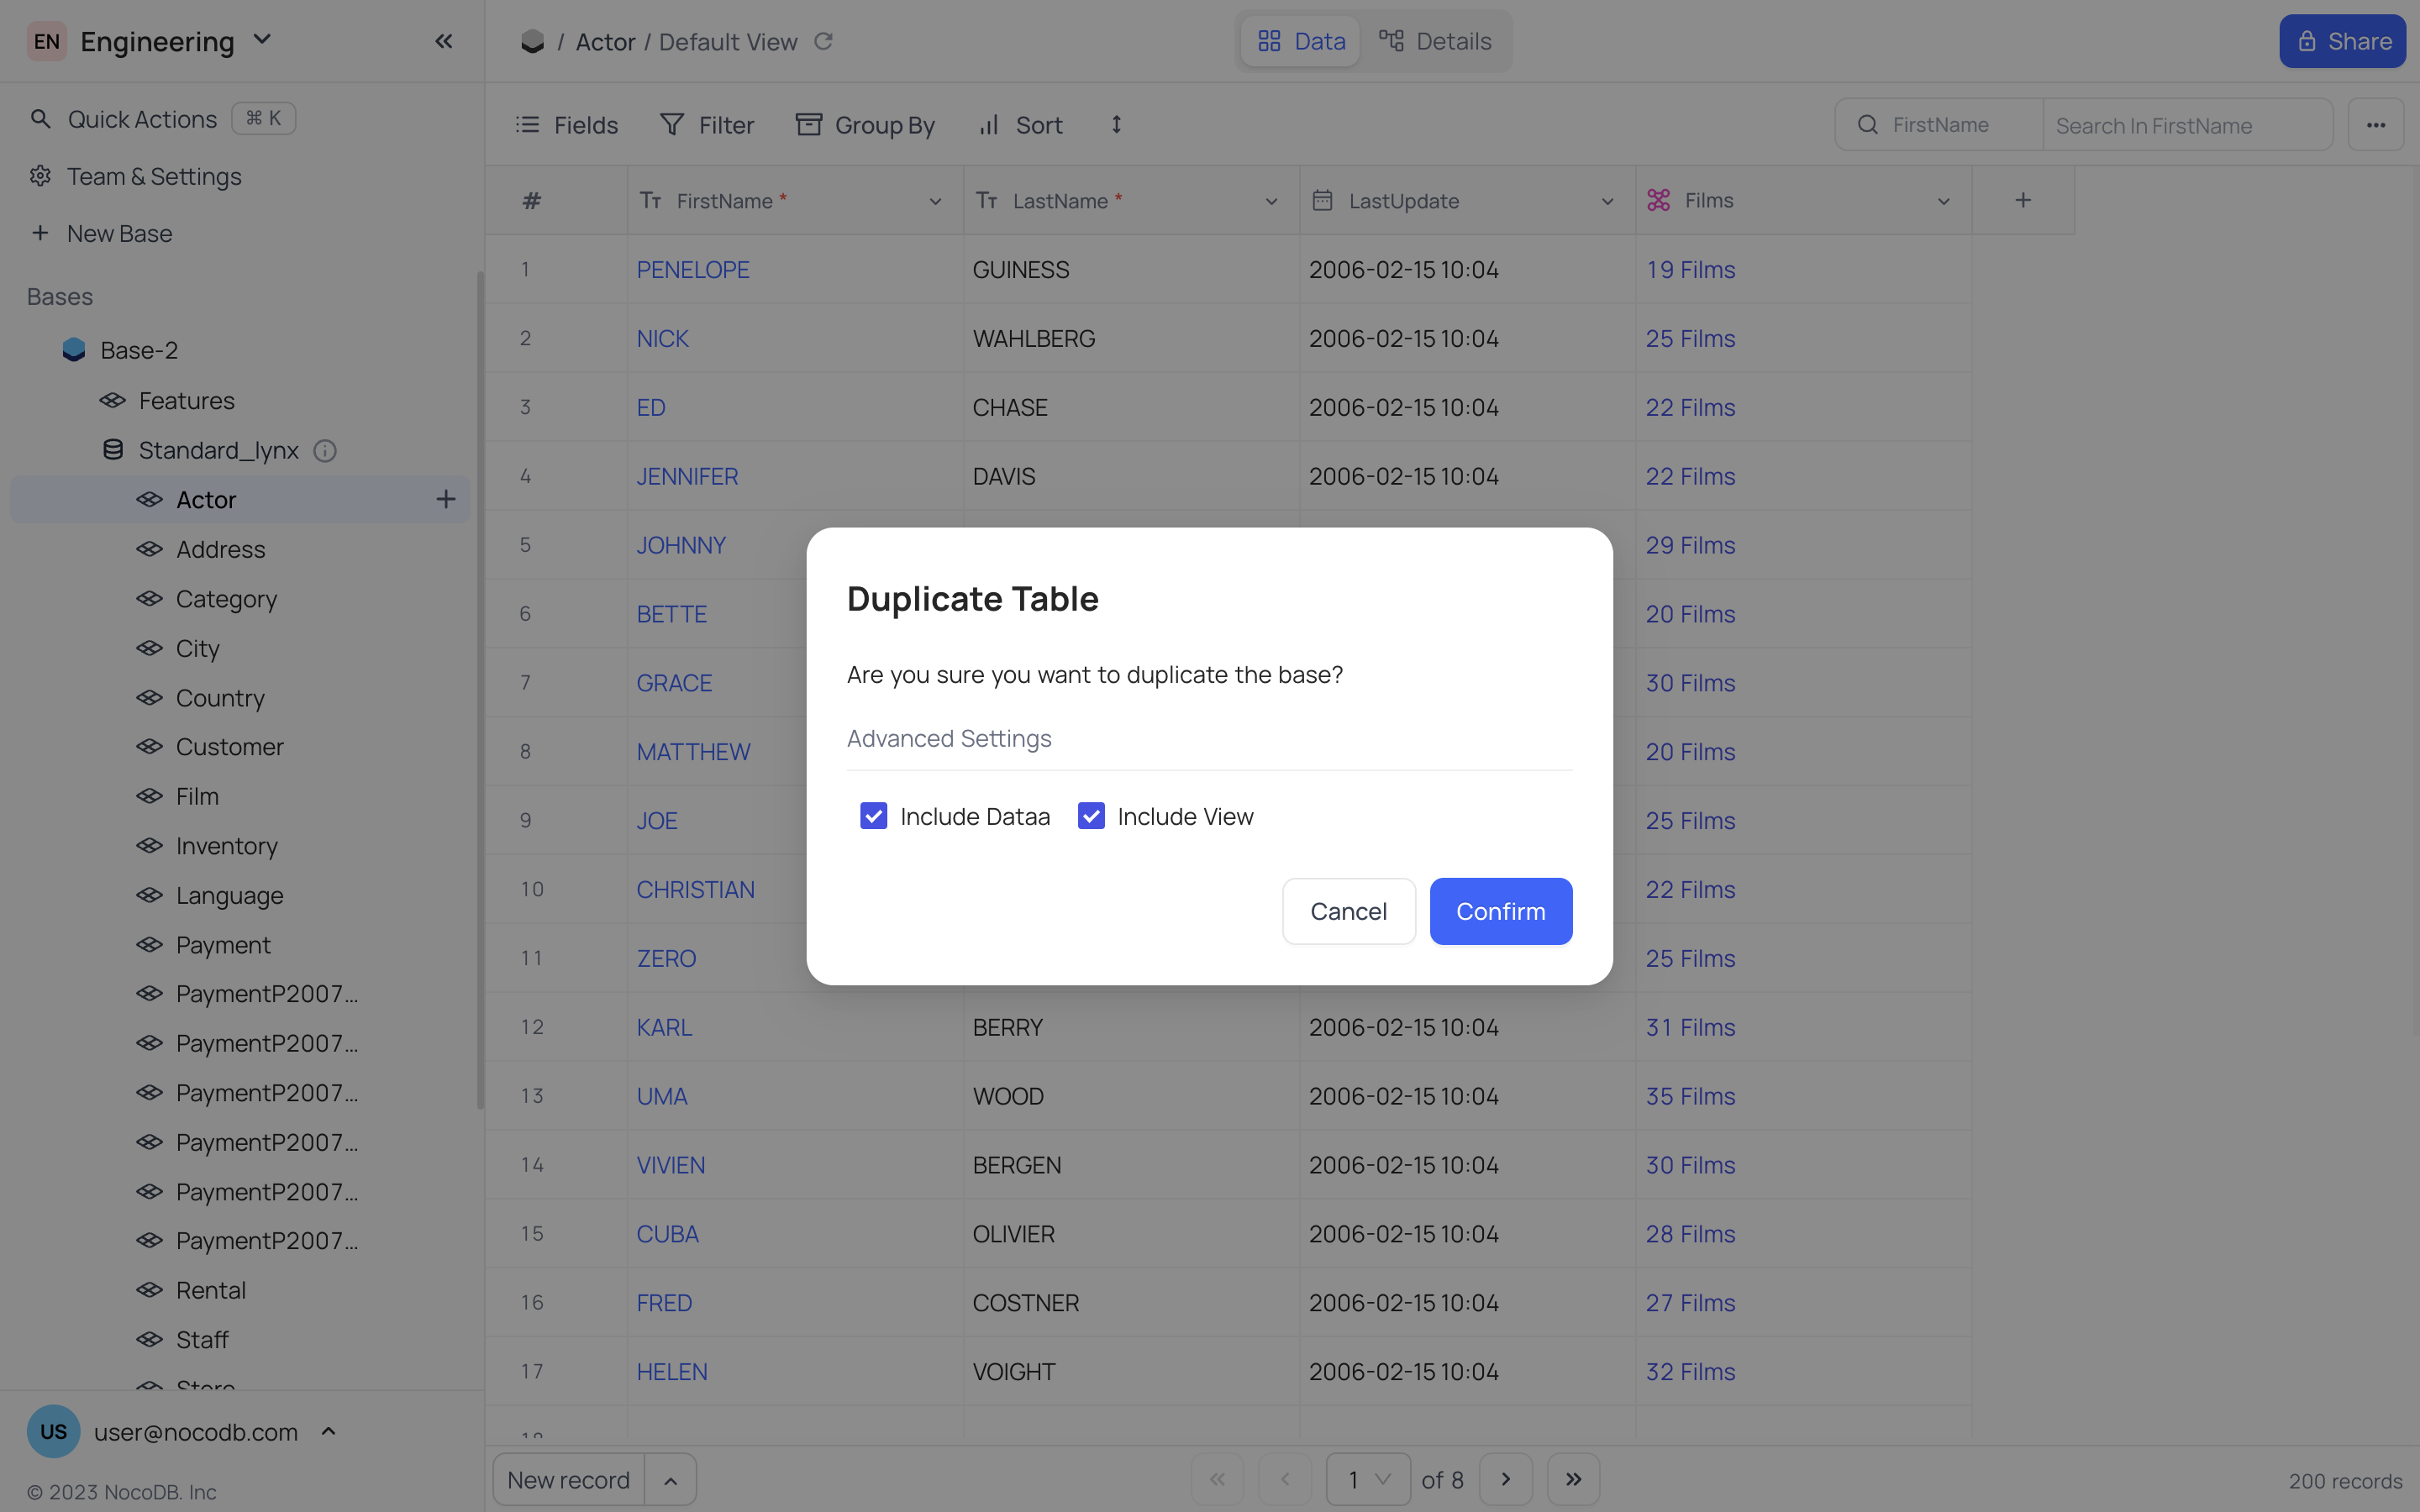 EN Engineering
Quick Actions ⌘ K
Team & Settings
New Base
Bases
Base-2
Features
Standard_lynx
Actor
Address
Category
City
Country
Customer
Film
Inventory
Language
Payment
PaymentP2007...
PaymentP2007...
PaymentP2007...
PaymentP2007...
PaymentP2007...
PaymentP2007...
Rental
Staff
Store
US user@nocodb.com
© 2023 NocoDB. Inc
/ Actor / Default View
Data Details
Share
Fields Filter Group By Sort
FirstName Search In FirstName
# FirstName * LastName * LastUpdate Films
1 PENELOPE GUINESS 2006-02-15 10:04 19 Films
2 NICK WAHLBERG 2006-02-15 10:04 25 Films
3 ED CHASE 2006-02-15 10:04 22 Films
4 JENNIFER DAVIS 2006-02-15 10:04 22 Films
5 JOHNNY 29 Films
6 BETTE 20 Films
7 GRACE 30 Films
8 MATTHEW 20 Films
9 JOE 25 Films
10 CHRISTIAN 22 Films
11 ZERO 25 Films
12 KARL BERRY 2006-02-15 10:04 31 Films
13 UMA WOOD 2006-02-15 10:04 35 Films
14 VIVIEN BERGEN 2006-02-15 10:04 30 Films
15 CUBA OLIVIER 2006-02-15 10:04 28 Films
16 FRED COSTNER 2006-02-15 10:04 27 Films
17 HELEN VOIGHT 2006-02-15 10:04 32 Films
18
Duplicate Table
Are you sure you want to duplicate the base?
Advanced Settings
Include Dataa Include View
Cancel Confirm
New record
1 of 8
200 records